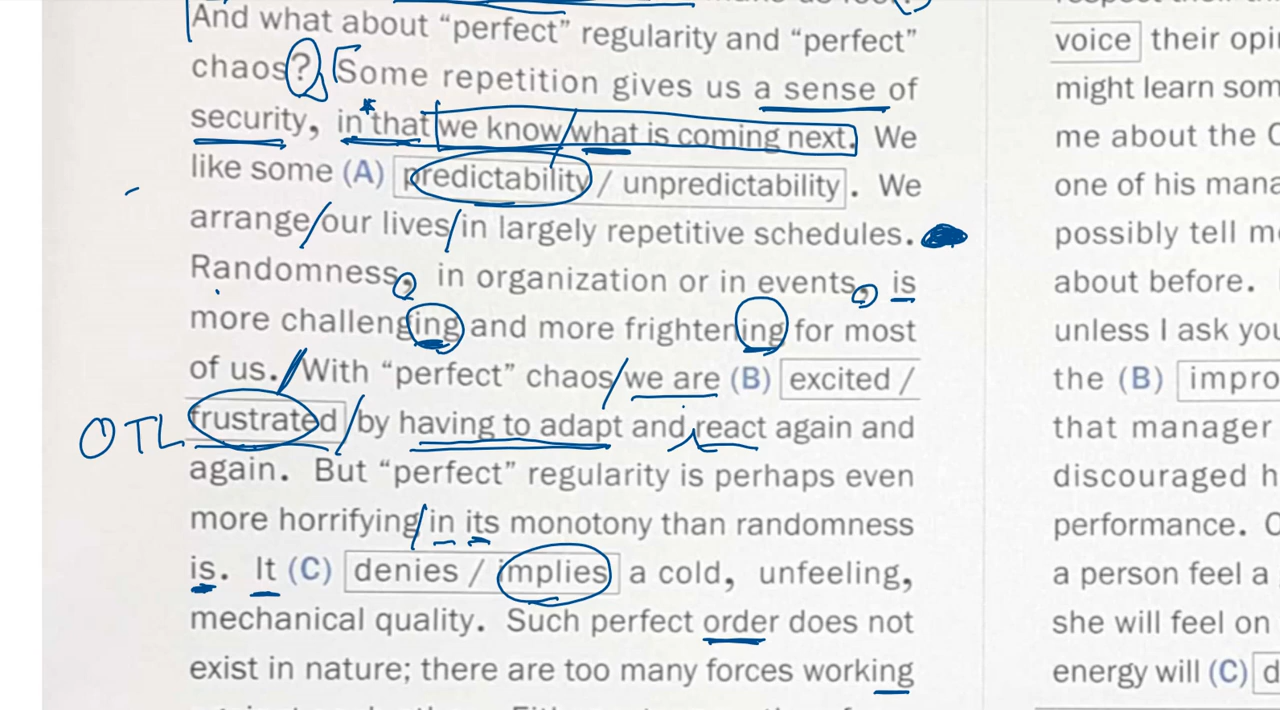 And what about “perfect” regularity and “perfect”
chaos? Some repetition gives us a sense of
security, in that we know what is coming next. We
like some (A) predictability / unpredictability. We
arrange our lives in largely repetitive schedules.
Randomness, in organization or in events, is
more challenging and more frightening for most
of us. With “perfect” chaos we are (B) excited /
OTL frustrated by having to adapt and react again and
again. But “perfect” regularity is perhaps even
more horrifying in its monotony than randomness
is. It (C) denies / implies a cold, unfeeling,
mechanical quality. Such perfect order does not
exist in nature; there are too many forces working
voice their
might learn
me about the
one of his
possibly tell
about before.
unless I ask
the (B)
that manager
discouraged
performance.
a person feel a
she will feel on
energy will (C)